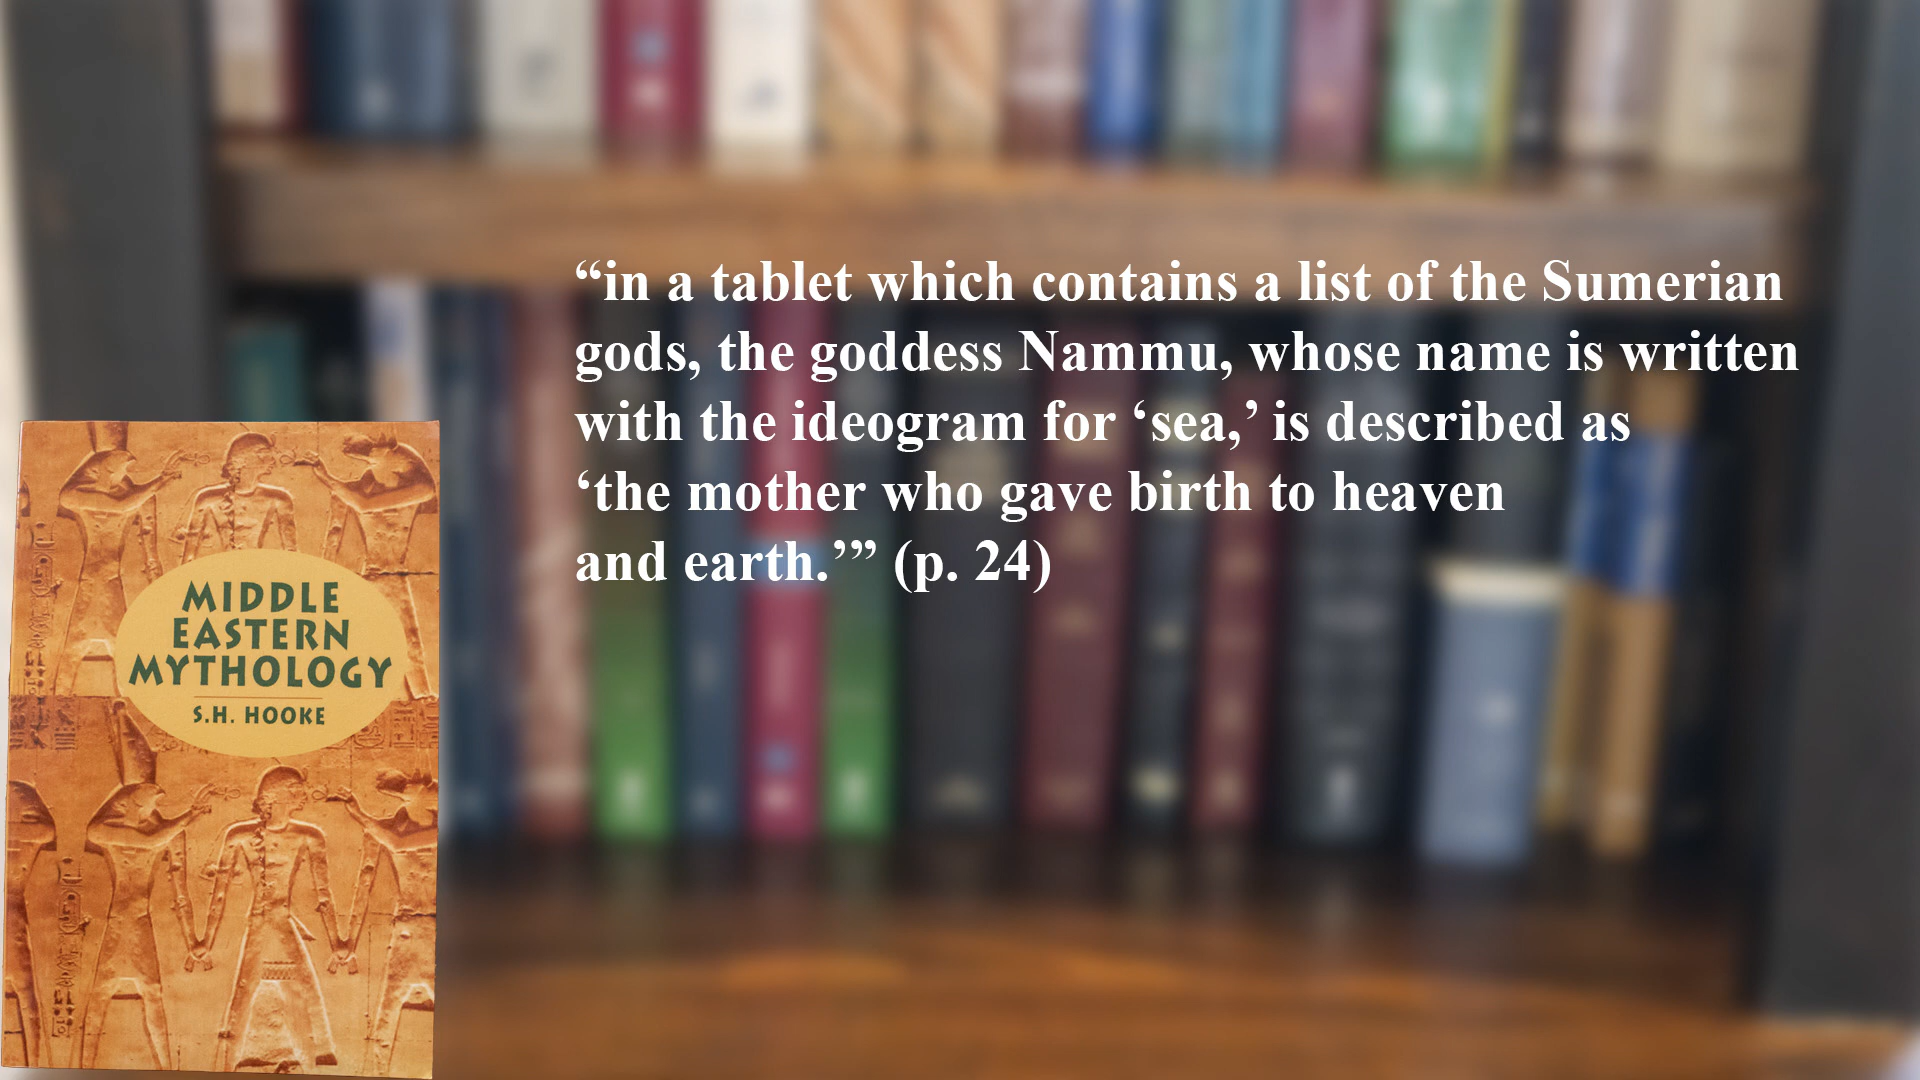 “in a tablet which contains a list of the Sumerian
gods, the goddess Nammu, whose name is written
with the ideogram for ‘sea,’ is described as
‘the mother who gave birth to heaven
and earth.’” (p. 24)
MIDDLE
EASTERN
MYTHOLOGY
S.H. HOOKE